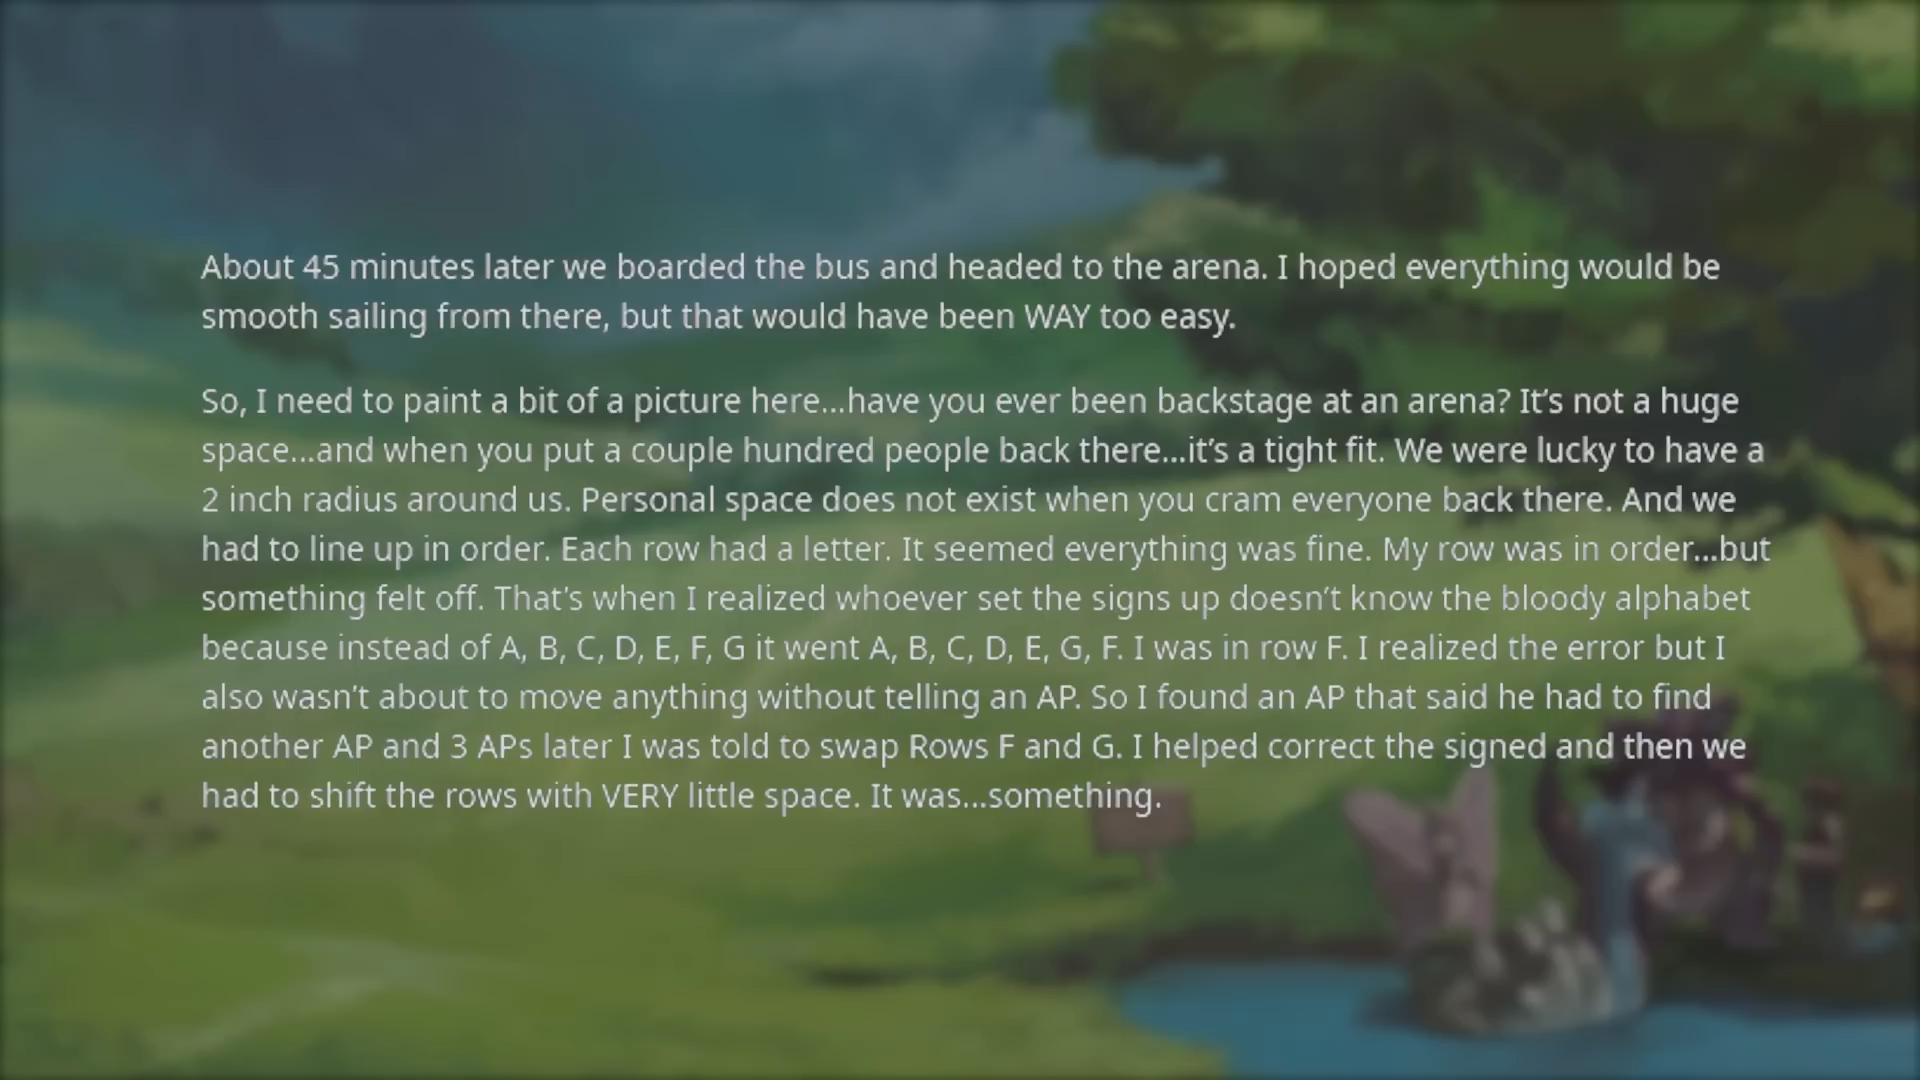 About 45 minutes later we boarded the bus and headed to the arena. I hoped everything would be
smooth sailing from there, but that would have been WAY too easy.
So, I need to paint a bit of a picture here...have you ever been backstage at an arena? It’s not a huge
space...and when you put a couple hundred people back there...it’s a tight fit. We were lucky to have a
2 inch radius around us. Personal space does not exist when you cram everyone back there. And we
had to line up in order. Each row had a letter. It seemed everything was fine. My row was in order...but
something felt off. That’s when I realized whoever set the signs up doesn’t know the bloody alphabet
because instead of A, B, C, D, E, F, G it went A, B, C, D, E, G, F. I was in row F. I realized the error but I
also wasn’t about to move anything without telling an AP. So I found an AP that said he had to find
another AP and 3 APs later I was told to swap Rows F and G. I helped correct the signed and then we
had to shift the rows with VERY little space. It was...something.